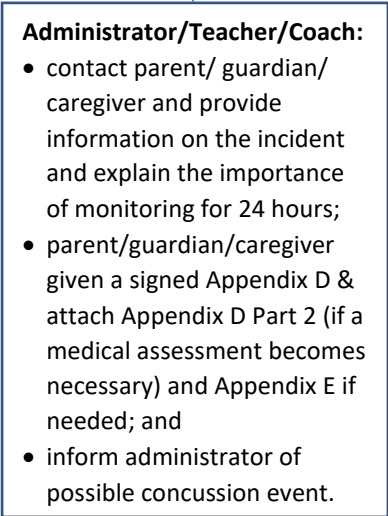 Administrator/Teacher/Coach:
• contact parent/ guardian/
caregiver and provide
information on the incident
and explain the importance
of monitoring for 24 hours;
• parent/guardian/caregiver
given a signed Appendix D &
attach Appendix D Part 2 (if a
medical assessment becomes
necessary) and Appendix E if
needed; and
• inform administrator of
possible concussion event.